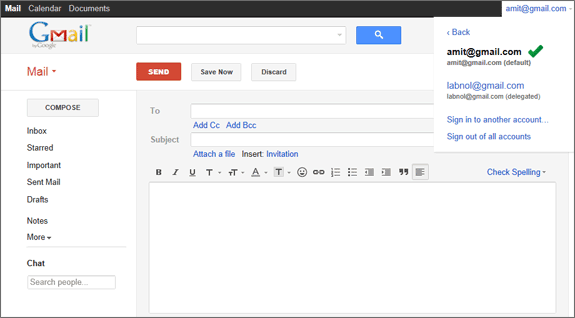 Mail Calendar Documents amit@gmail.com
Gmail
by Google
‹ Back
amit@gmail.com
amit@gmail.com (default)
labnol@gmail.com
labnol@gmail.com (delegated)
Sign in to another account...
Sign out of all accounts
Mail
SEND Save Now Discard
COMPOSE
Inbox
Starred
Important
Sent Mail
Drafts
Notes
More
Chat
Search people...
To
Add Cc Add Bcc
Subject
Attach a file Insert: Invitation
B I U T TT A T Check Spelling